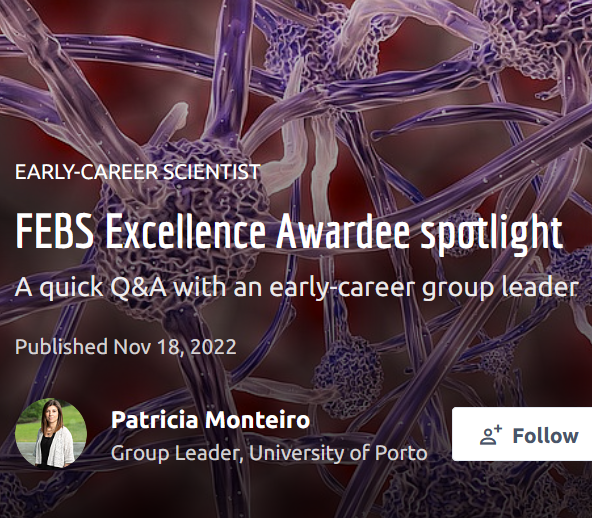 EARLY-CAREER SCIENTIST
FEBS Excellence Awardee spotlight
A quick Q&A with an early-career group leader
Published Nov 18, 2022
Patricia Monteiro
Group Leader, University of Porto
Follow